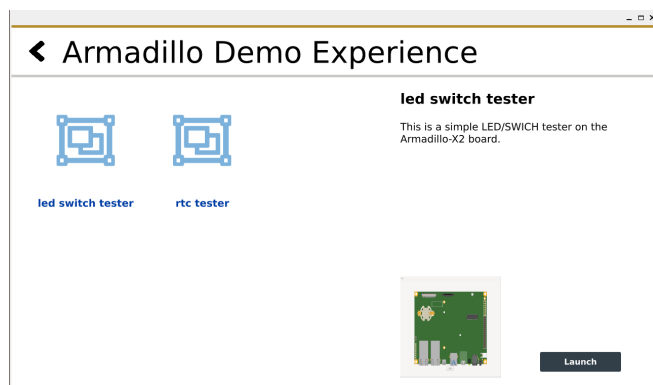 Armadillo Demo Experience
led switch tester
This is a simple LED/SWICH tester on the
Armadillo-X2 board.
led switch tester
rtc tester
Launch